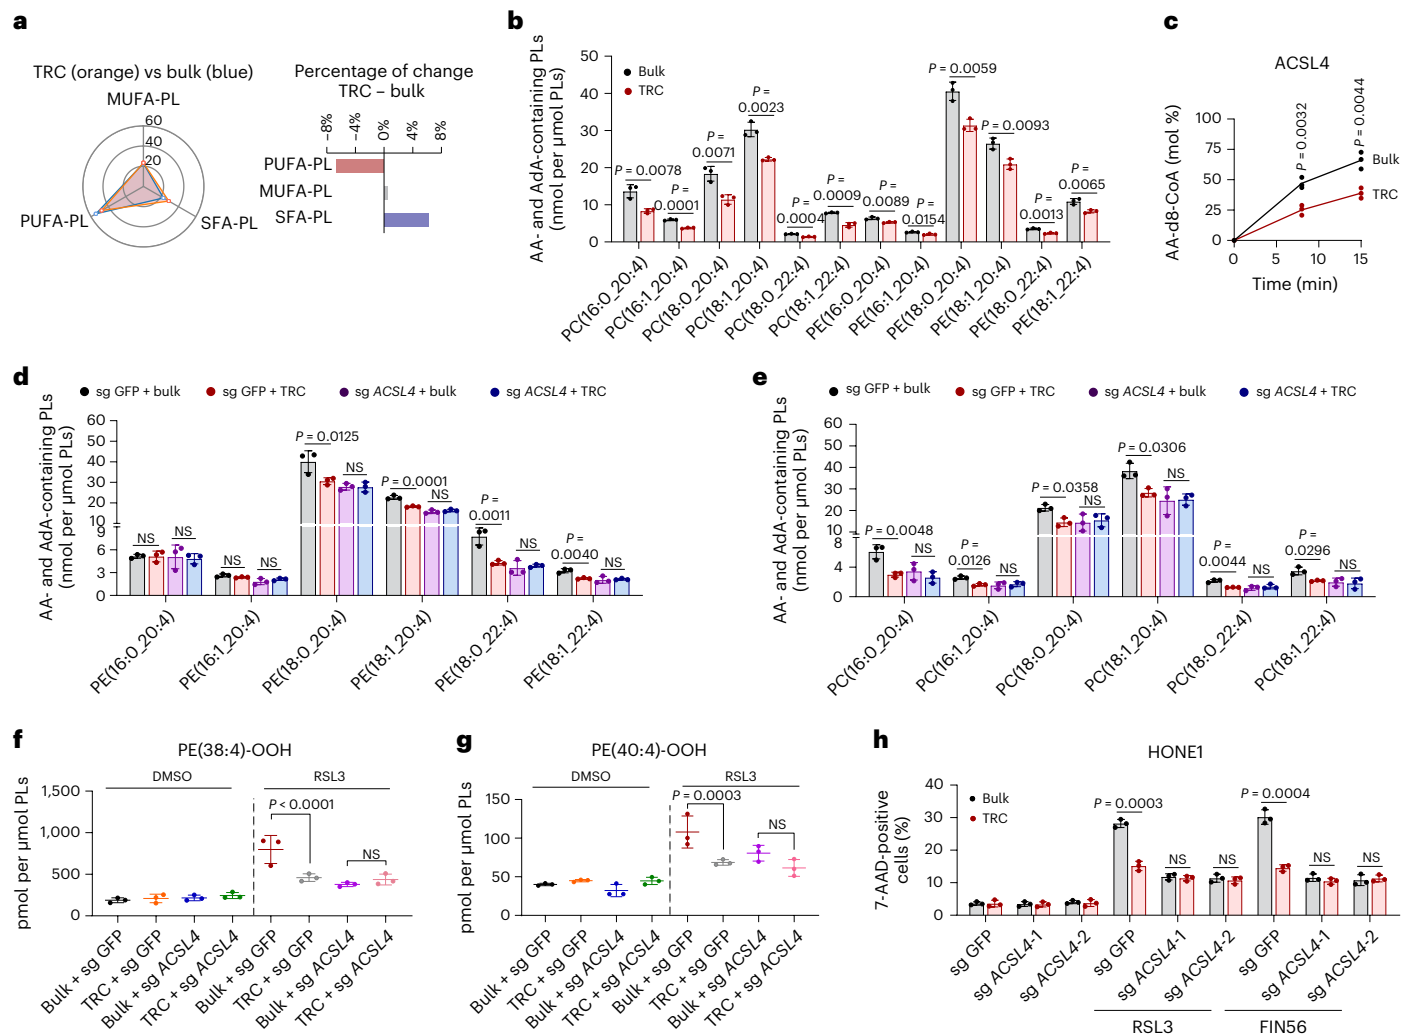 a
TRC (orange) vs bulk (blue)
MUFA-PL
60
40
20
PUFA-PL
SFA-PL
Percentage of change
TRC – bulk
–8%
–4%
0%
4%
8%
PUFA-PL
MUFA-PL
SFA-PL
b
AA- and AdA-containing PLs
(nmol per µmol PLs)
50
40
30
20
10
0
Bulk
TRC
P = 0.0078
P =
0.0001
P =
0.0071
P =
0.0023
P =
0.0004
P =
0.0009
P =
0.0089
P =
0.0154
P = 0.0059
P = 0.0093
P =
0.0013
P =
0.0065
PC(16:0_20:4)
PC(16:1_20:4)
PC(18:0_20:4)
PC(18:1_20:4)
PC(18:0_22:4)
PC(18:1_22:4)
PE(16:0_20:4)
PE(16:1_20:4)
PE(18:0_20:4)
PE(18:1_20:4)
PE(18:0_22:4)
PE(18:1_22:4)
c
ACSL4
AA-d8-CoA (mol %)
100
75
50
25
0
P = 0.0032
P = 0.0044
Bulk
TRC
0
5
10
15
Time (min)
d
sg GFP + bulk
sg GFP + TRC
sg ACSL4 + bulk
sg ACSL4 + TRC
AA- and AdA-containing PLs
(nmol per µmol PLs)
60
50
40
30
20
10
9
6
3
0
NS
NS
NS
NS
P = 0.0125
NS
P = 0.0001
NS
P =
0.0011
NS
P =
0.0040
NS
PE(16:0_20:4)
PE(16:1_20:4)
PE(18:0_20:4)
PE(18:1_20:4)
PE(18:0_22:4)
PE(18:1_22:4)
e
sg GFP + bulk
sg GFP + TRC
sg ACSL4 + bulk
sg ACSL4 + TRC
AA- and AdA-containing PLs
(nmol per µmol PLs)
60
50
40
30
20
10
8
4
0
P = 0.0048
NS
P =
0.0126
NS
P = 0.0358
NS
P = 0.0306
NS
P =
0.0044
NS
P =
0.0296
NS
PC(16:0_20:4)
PC(16:1_20:4)
PC(18:0_20:4)
PC(18:1_20:4)
PC(18:0_22:4)
PC(18:1_22:4)
f
PE(38:4)-OOH
DMSO
RSL3
pmol per µmol PLs
1,500
1,000
500
0
P < 0.0001
NS
Bulk + sg GFP
TRC + sg GFP
Bulk + sg ACSL4
TRC + sg ACSL4
Bulk + sg GFP
TRC + sg GFP
Bulk + sg ACSL4
TRC + sg ACSL4
g
PE(40:4)-OOH
DMSO
RSL3
pmol per µmol PLs
150
100
50
0
P = 0.0003
NS
Bulk + sg GFP
TRC + sg GFP
Bulk + sg ACSL4
TRC + sg ACSL4
Bulk + sg GFP
TRC + sg GFP
Bulk + sg ACSL4
TRC + sg ACSL4
h
HONE1
7-AAD-positive
cells (%)
40
30
20
10
0
Bulk
TRC
P = 0.0003
NS
NS
P = 0.0004
NS
NS
sg GFP
sg ACSL4-1
sg ACSL4-2
sg GFP
sg ACSL4-1
sg ACSL4-2
sg GFP
sg ACSL4-1
sg ACSL4-2
RSL3
FIN56